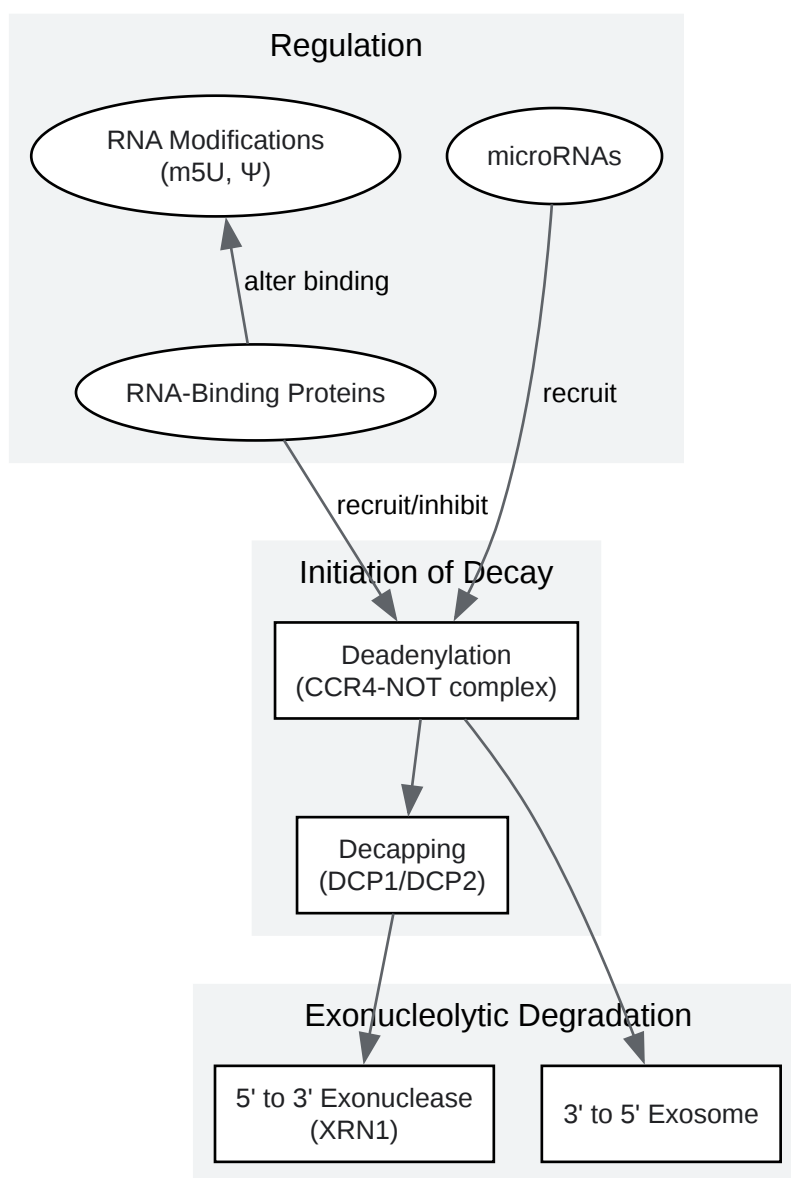 Regulation
RNA Modifications
(m5U, Ψ)
microRNAs
alter binding
RNA-Binding Proteins
recruit
recruit/inhibit
Initiation of Decay
Deadenylation
(CCR4-NOT complex)
Decapping
(DCP1/DCP2)
Exonucleolytic Degradation
5' to 3' Exonuclease
(XRN1)
3' to 5' Exosome